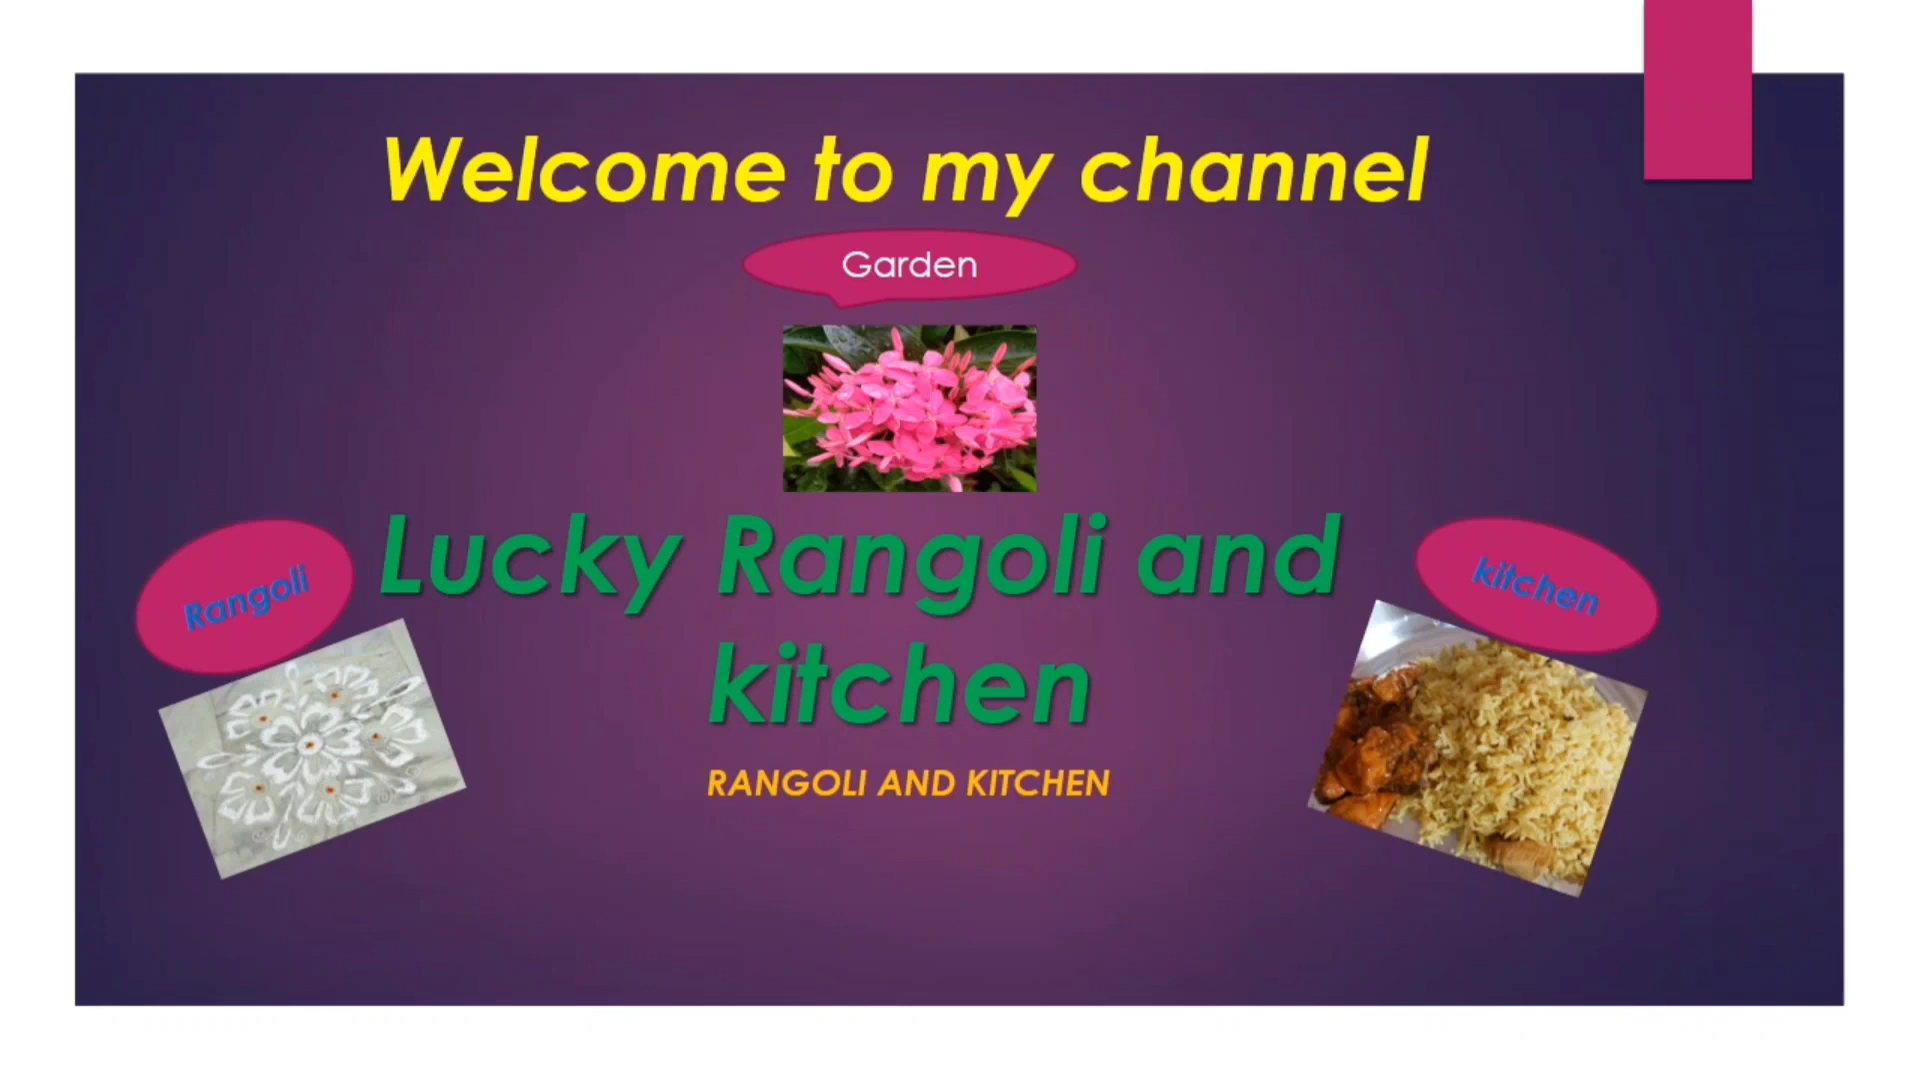 Welcome to my channel
Garden
Lucky Rangoli and
kitchen
Rangoli
kitchen
RANGOLI AND KITCHEN